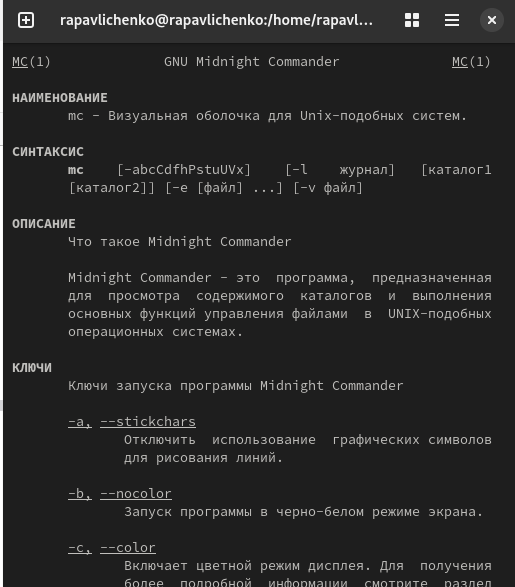 rapavlichenko@rapavlichenko:/home/rapavl...
MC(1) GNU Midnight Commander MC(1)
НАИМЕНОВАНИЕ
mc - Визуальная оболочка для Unix-подобных систем.
СИНТАКСИС
mc [-abcCdfhPstuUVx] [-l журнал] [каталог1
[каталог2]] [-e [файл] ...] [-v файл]
ОПИСАНИЕ
Что такое Midnight Commander
Midnight Commander - это программа, предназначенная
для просмотра содержимого каталогов и выполнения
основных функций управления файлами в UNIX-подобных
операционных системах.
КЛЮЧИ
Ключи запуска программы Midnight Commander
-a, --stickchars
Отключить использование графических символов
для рисования линий.
-b, --nocolor
Запуск программы в черно-белом режиме экрана.
-c, --color
Включает цветной режим дисплея. Для получения
более подробной информации смотрите раздел